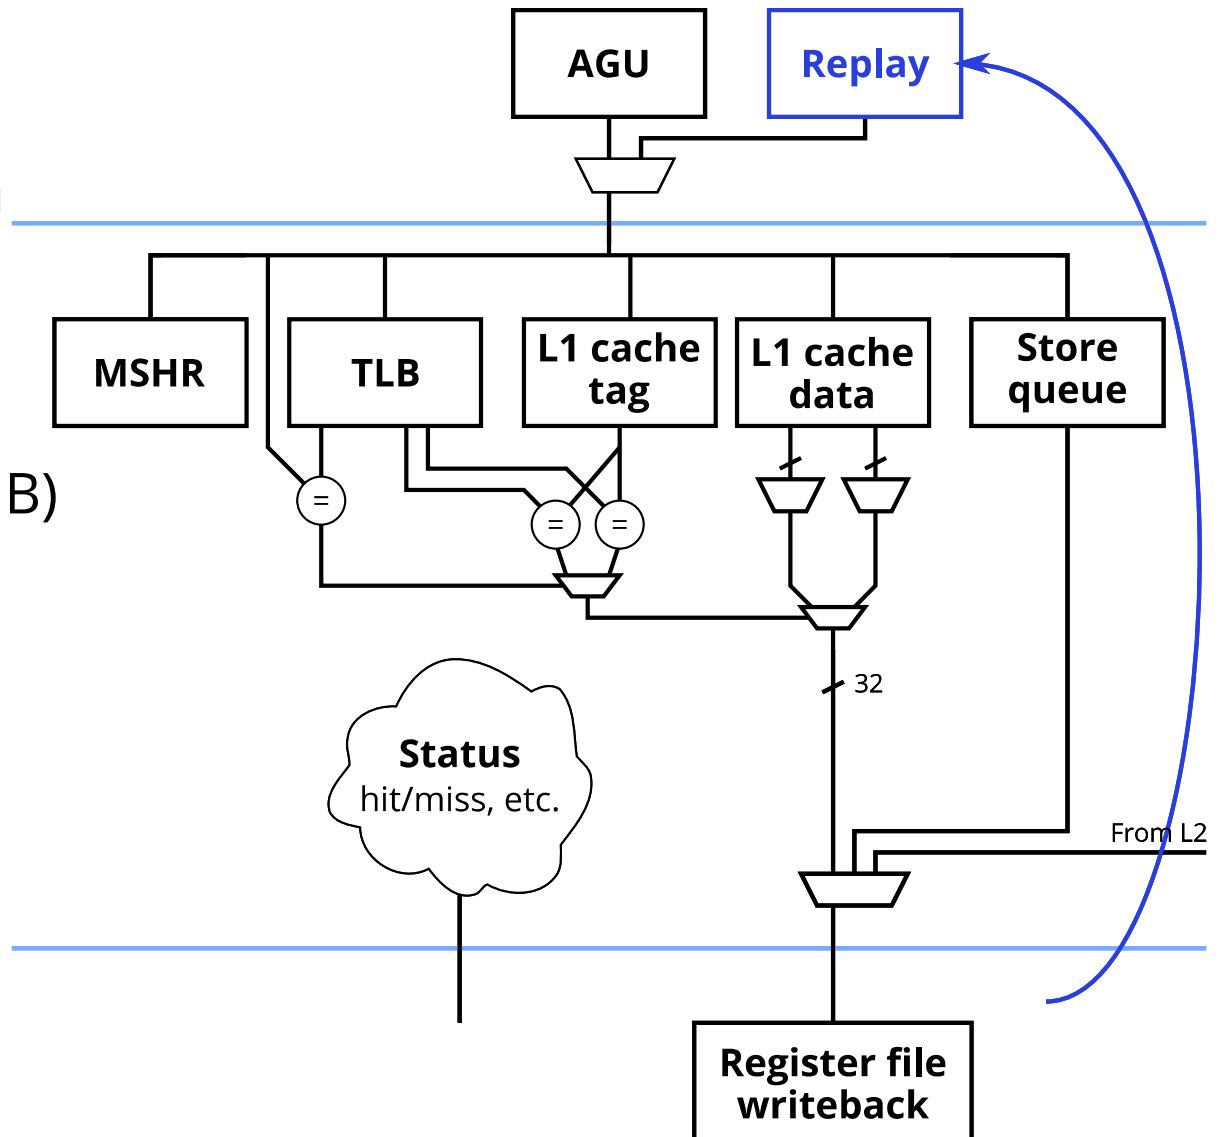 AGU
Replay
MSHR
TLB
L1 cache
tag
L1 cache
data
Store
queue
B)
=
=
=
32
Status
hit/miss, etc.
From L2
Register file
writeback